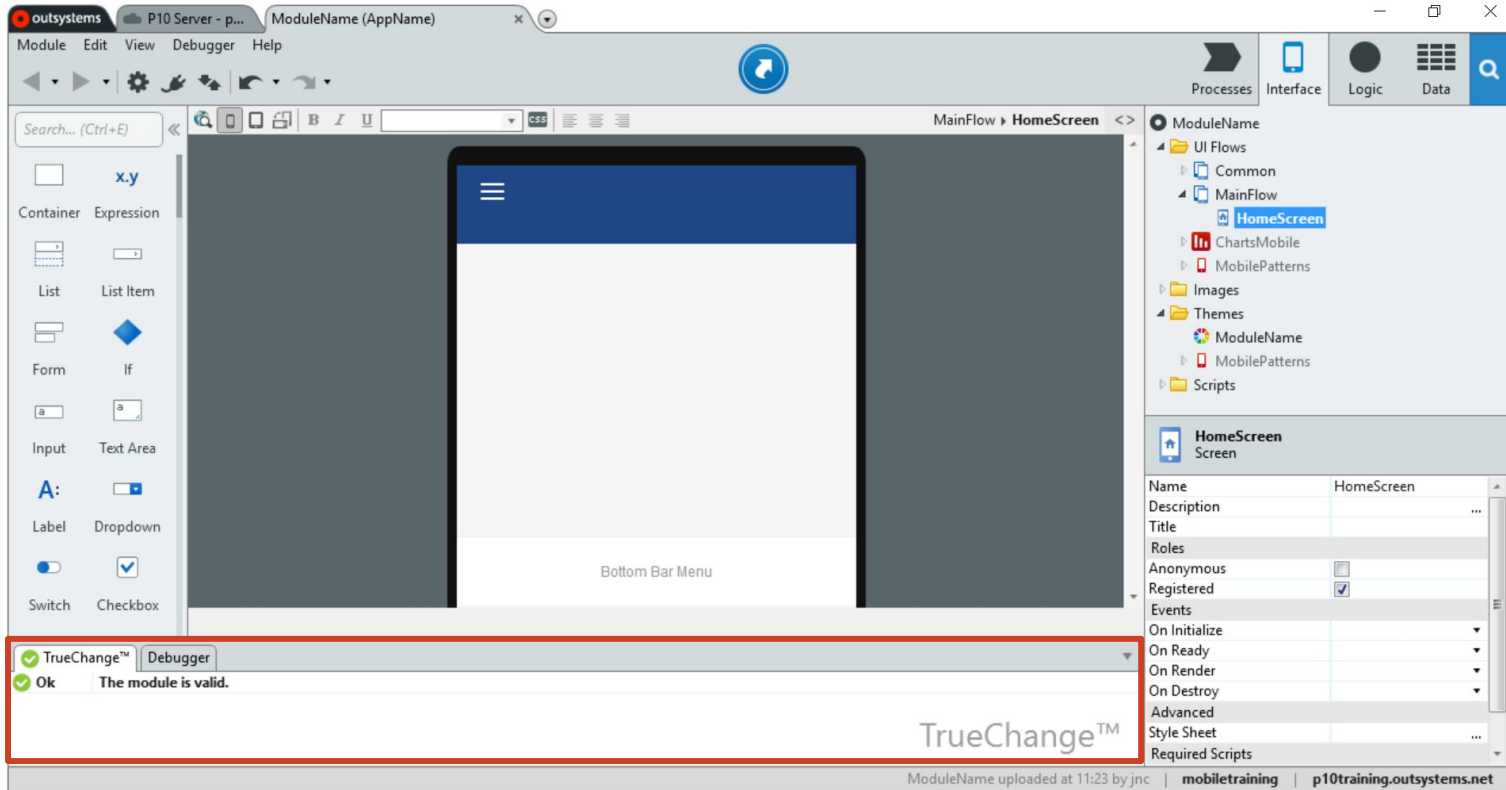 outsystems
P10 Server - p...
ModuleName (AppName)
Module Edit View Debugger Help
Processes Interface Logic Data
Search... (Ctrl+E)
B I U
CSS
MainFlow HomeScreen <>
Container
x.y
Expression
List
List Item
Form
If
a
Input
a
Text Area
A:
Label
Dropdown
Switch
Checkbox
Bottom Bar Menu
ModuleName
UI Flows
Common
MainFlow
HomeScreen
ChartsMobile
MobilePatterns
Images
Themes
ModuleName
MobilePatterns
Scripts
HomeScreen
Screen
Name HomeScreen
Description ...
Title
Roles
Anonymous
Registered
Events
On Initialize
On Ready
On Render
On Destroy
Advanced
Style Sheet ...
Required Scripts
TrueChange™ Debugger
Ok The module is valid.
TrueChange™
ModuleName uploaded at 11:23 by jnc | mobiletraining | p10training.outsystems.net